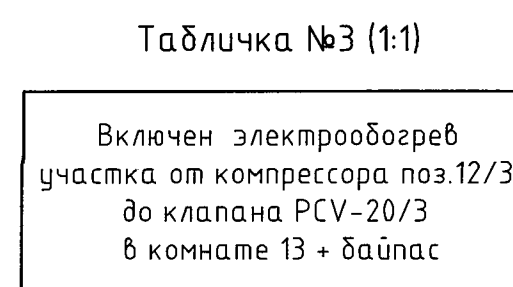 Табличка №3 (1:1)
Включен электрообогрев
участка от компрессора поз.12/3
до клапана PCV-20/3
в комнате 13 + байпас